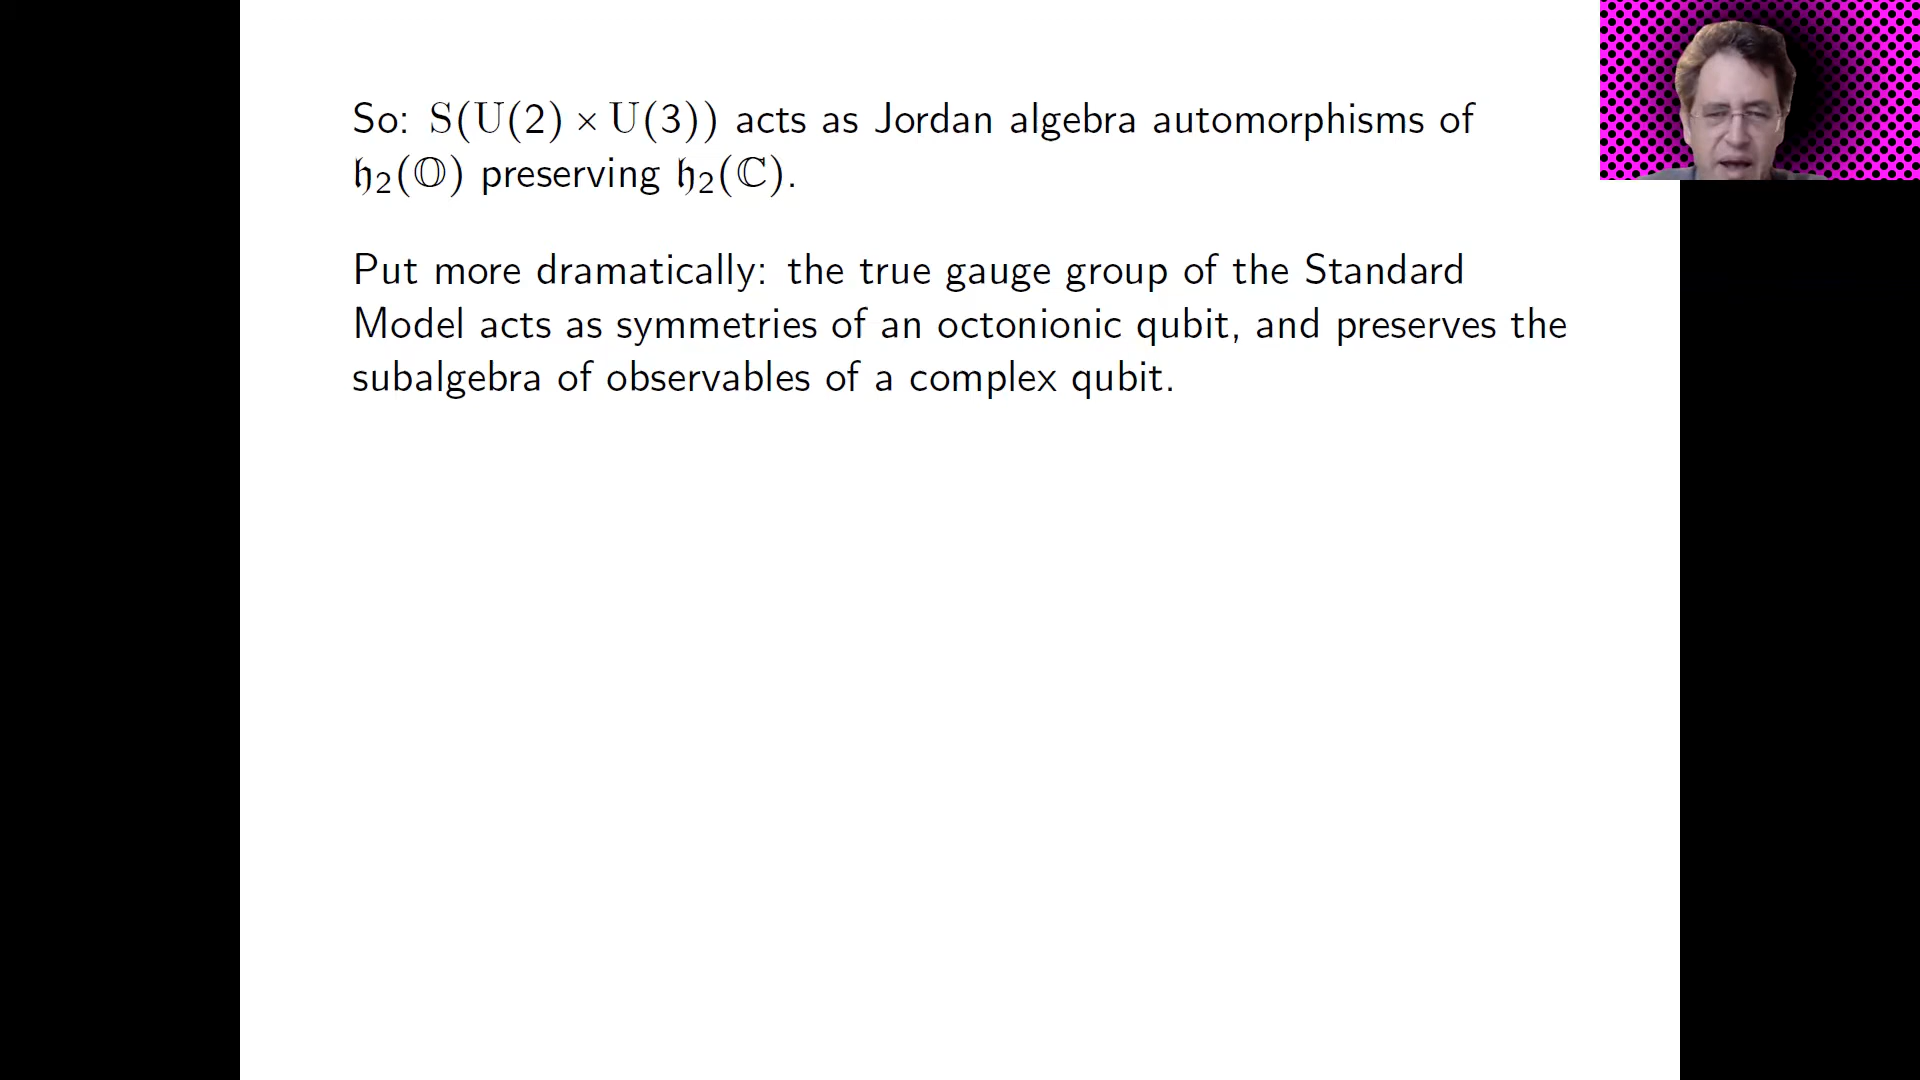 So: S(U(2) × U(3)) acts as Jordan algebra automorphisms of
𝔥₂(𝕆) preserving 𝔥₂(ℂ).
Put more dramatically: the true gauge group of the Standard
Model acts as symmetries of an octonionic qubit, and preserves the
subalgebra of observables of a complex qubit.